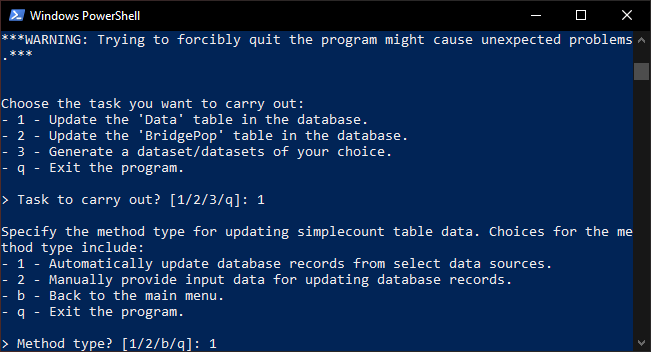 Windows PowerShell
***WARNING: Trying to forcibly quit the program might cause unexpected problems
.***
Choose the task you want to carry out:
- 1 - Update the 'Data' table in the database.
- 2 - Update the 'BridgePop' table in the database.
- 3 - Generate a dataset/datasets of your choice.
- q - Exit the program.
> Task to carry out? [1/2/3/q]: 1
Specify the method type for updating simplecount table data. Choices for the me
thod type include:
- 1 - Automatically update database records from select data sources.
- 2 - Manually provide input data for updating database records.
- b - Back to the main menu.
- q - Exit the program.
> Method type? [1/2/b/q]: 1